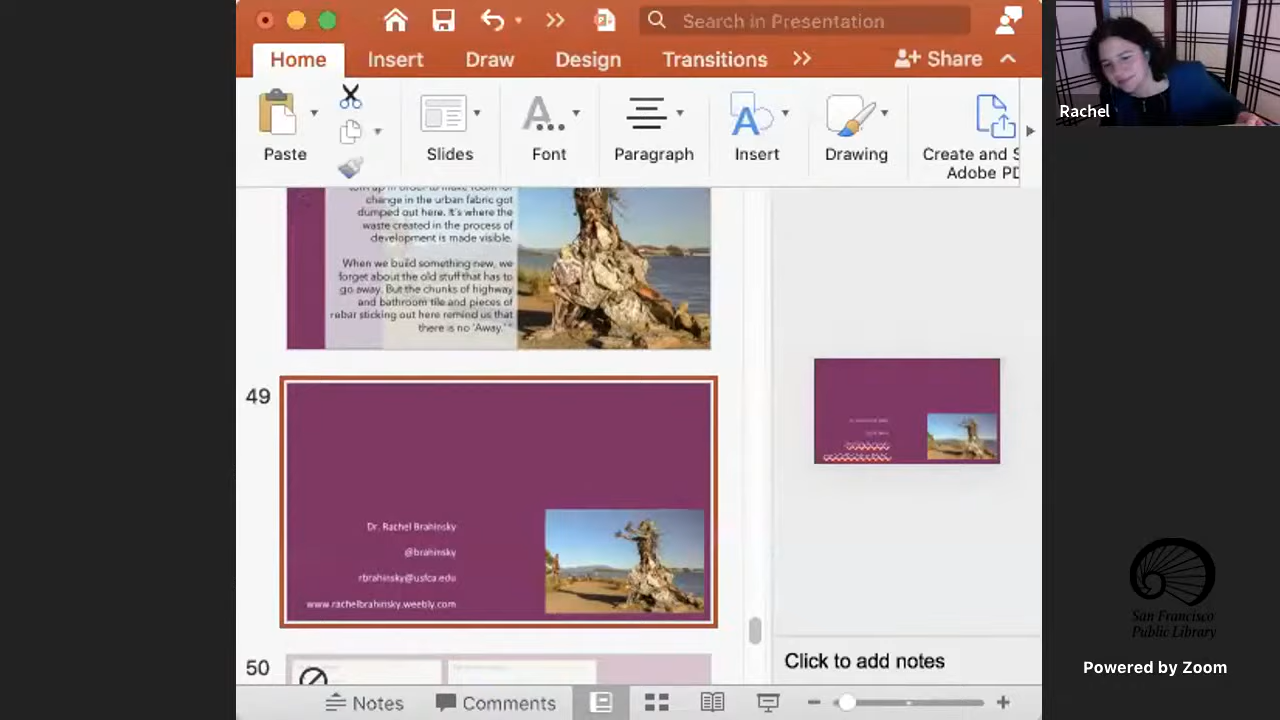 Search in Presentation
Home
Insert
Draw
Design
Transitions
Share
Paste
Slides
Font
Paragraph
Insert
Drawing
Create and S
Adobe PD
Rachel
change in the urban fabric got
dumped out here. It's where the
waste created in the process of
development is made visible.
When we build something new, we
forget about the old stuff that has to
go away. But the chunks of highway
and bathroom tile and pieces of
rebar sticking out here remind us that
there is no 'Away.'
49
Dr. Rachel Brahinsky
@brahinsky
rbrahinsky@usfca.edu
www.rachelbrahinsky.weebly.com
50
Click to add notes
Notes
Comments
San Francisco
Public Library
Powered by Zoom